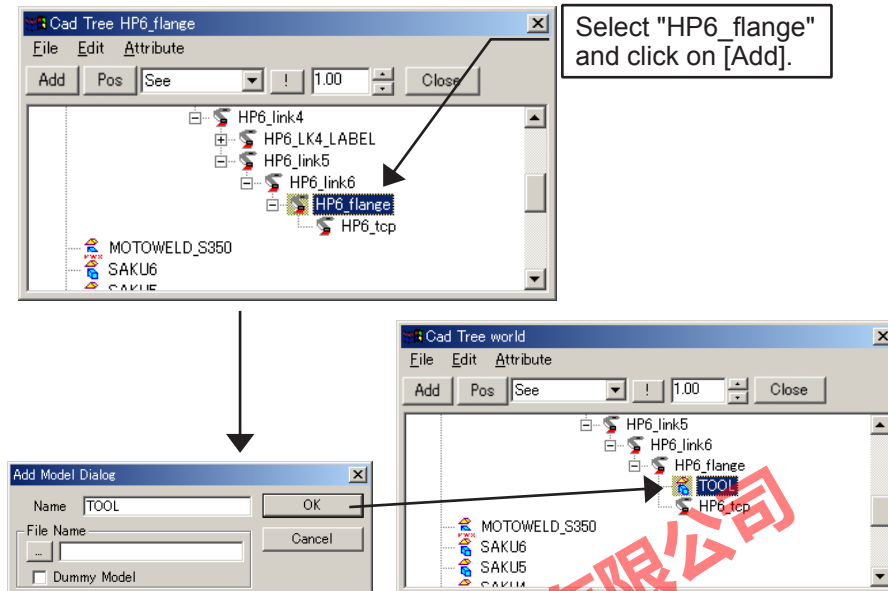 Cad Tree HP6_flange
Select "HP6_flange"
and click on [Add].
File Edit Attribute
Add Pos See ! 1.00 Close
HP6_link4
HP6_LK4_LABEL
HP6_link5
HP6_link6
HP6_flange
HP6_tcp
MOTOWELD_S350
SAKU6
SAKU5
Cad Tree world
File Edit Attribute
Add Pos See ! 1.00 Close
HP6_link5
HP6_link6
HP6_flange
TOOL
HP6_tcp
MOTOWELD_S350
SAKU6
SAKU5
SAKU4
Add Model Dialog
Name TOOL OK
File Name
Cancel
...
Dummy Model
有限公司